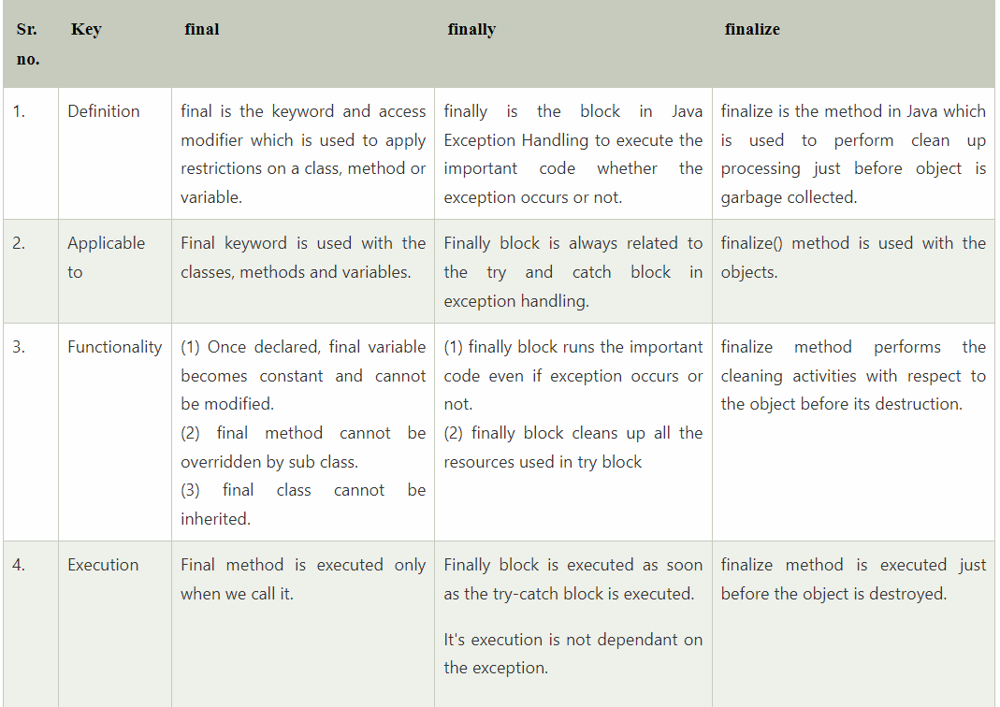 Sr. no.
Key
final
finally
finalize
1.
Definition
final is the keyword and access
modifier which is used to apply
restrictions on a class, method or
variable.
finally is the block in Java
Exception Handling to execute the
important code whether the
exception occurs or not.
finalize is the method in Java which
is used to perform clean up
processing just before object is
garbage collected.
2.
Applicable
to
Final keyword is used with the
classes, methods and variables.
Finally block is always related to
the try and catch block in
exception handling.
finalize() method is used with the
objects.
3.
Functionality
(1) Once declared, final variable
becomes constant and cannot
be modified.
(2) final method cannot be
overridden by sub class.
(3) final class cannot be
inherited.
(1) finally block runs the important
code even if exception occurs or
not.
(2) finally block cleans up all the
resources used in try block
finalize method performs the
cleaning activities with respect to
the object before its destruction.
4.
Execution
Final method is executed only
when we call it.
Finally block is executed as soon
as the try-catch block is executed.
It's execution is not dependant on
the exception.
finalize method is executed just
before the object is destroyed.